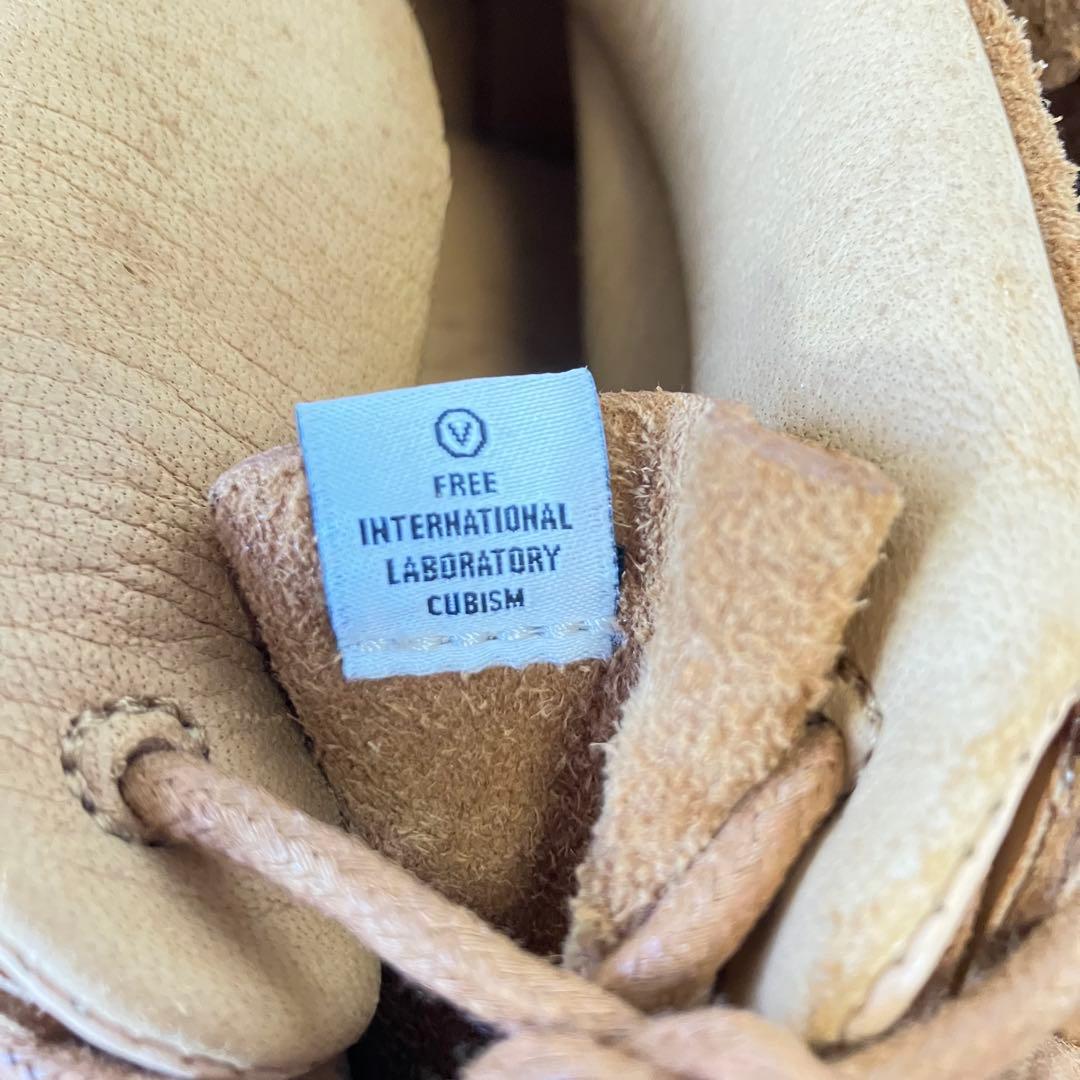 V
FREE
INTERNATIONAL
LABORATORY
CUBISM